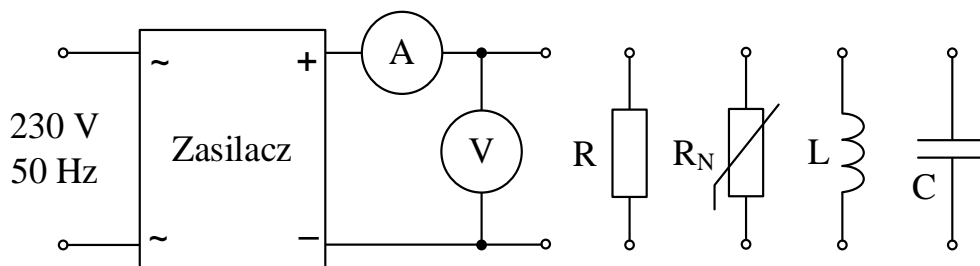 ~
+
A
230 V
50 Hz
Zasilacz
V
R
R_N
L
C
~
−